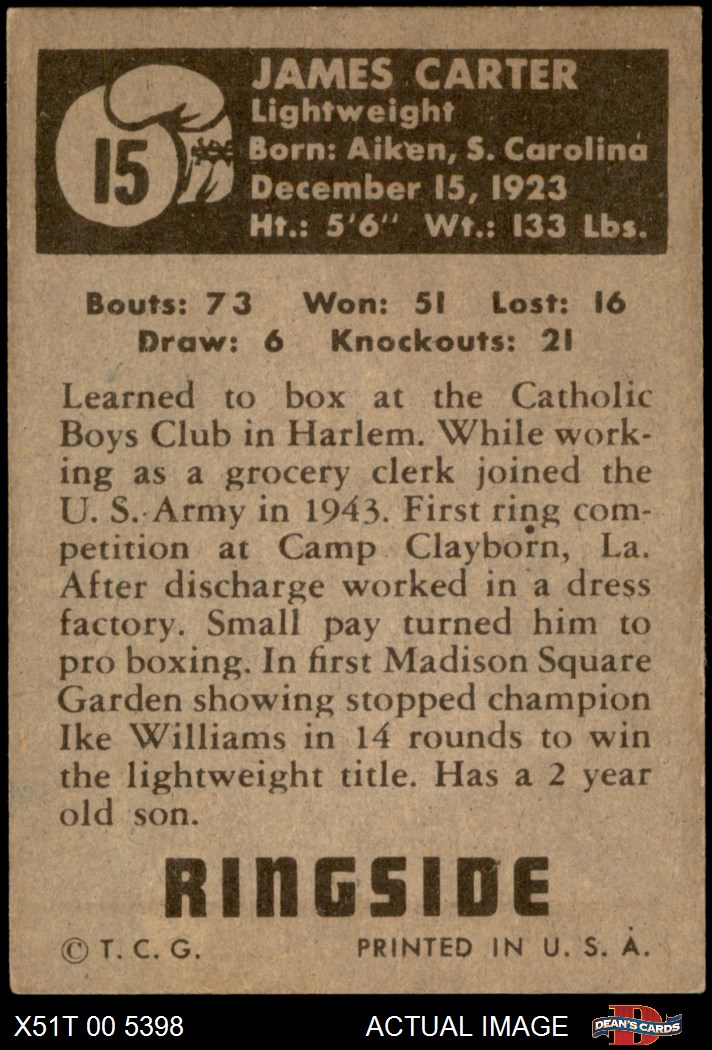 15
JAMES CARTER
Lightweight
Born: Aiken, S. Carolina
December 15, 1923
Ht.: 5'6" Wt.: 133 Lbs.
Bouts: 73 Won: 51 Lost: 16
Draw: 6 Knockouts: 21
Learned to box at the Catholic
Boys Club in Harlem. While work-
ing as a grocery clerk joined the
U. S. Army in 1943. First ring com-
petition at Camp Clayborn, La.
After discharge worked in a dress
factory. Small pay turned him to
pro boxing. In first Madison Square
Garden showing stopped champion
Ike Williams in 14 rounds to win
the lightweight title. Has a 2 year
old son.
RINGSIDE
© T. C. G. PRINTED IN U. S. A.
X51T 00 5398 ACTUAL IMAGE D DEAN'S CARDS